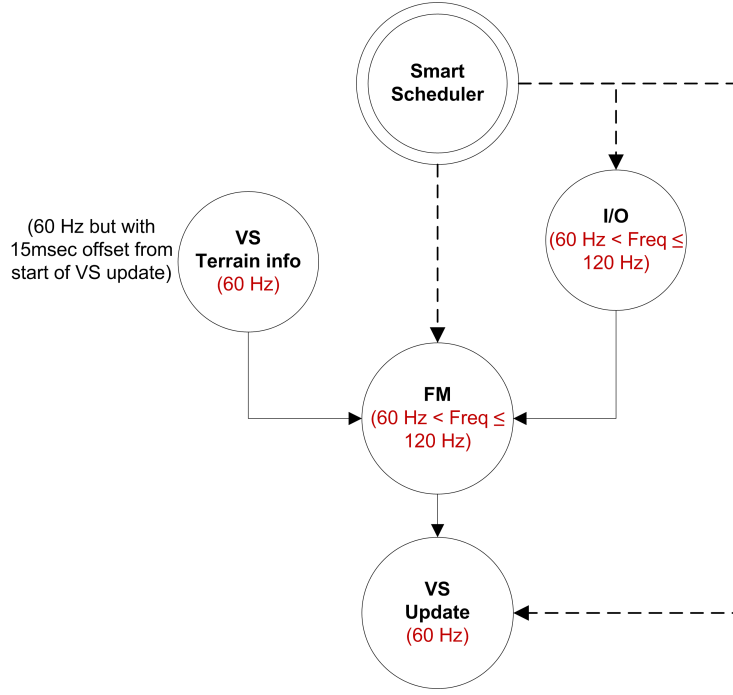 Smart
Scheduler
I/O
(60 Hz < Freq ≤
120 Hz)
(60 Hz but with
15msec offset from
start of VS update)
VS
Terrain info
(60 Hz)
FM
(60 Hz < Freq ≤
120 Hz)
VS
Update
(60 Hz)